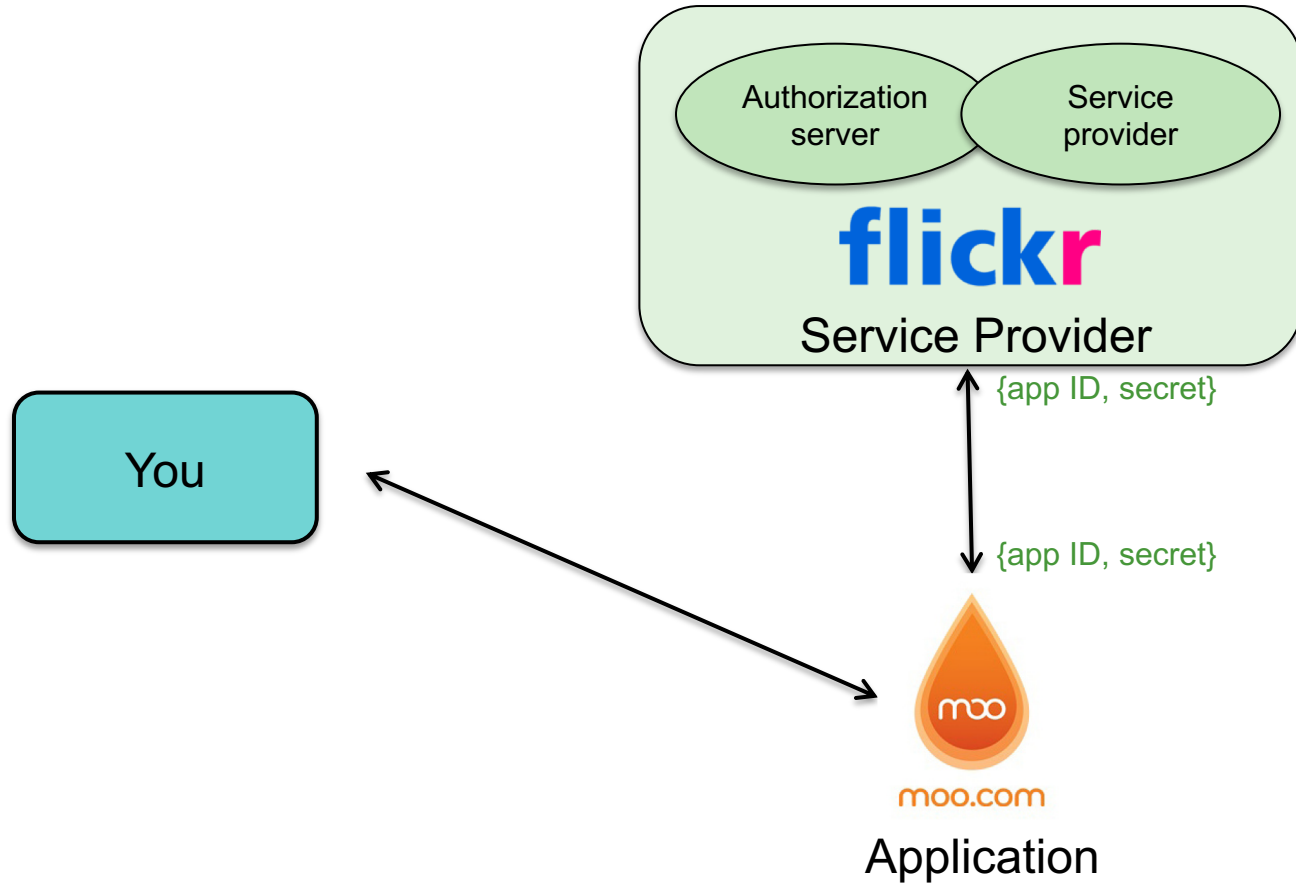 Authorization
server
Service
provider
flickr
Service Provider
{app ID, secret}
You
{app ID, secret}
moo
moo.com
Application